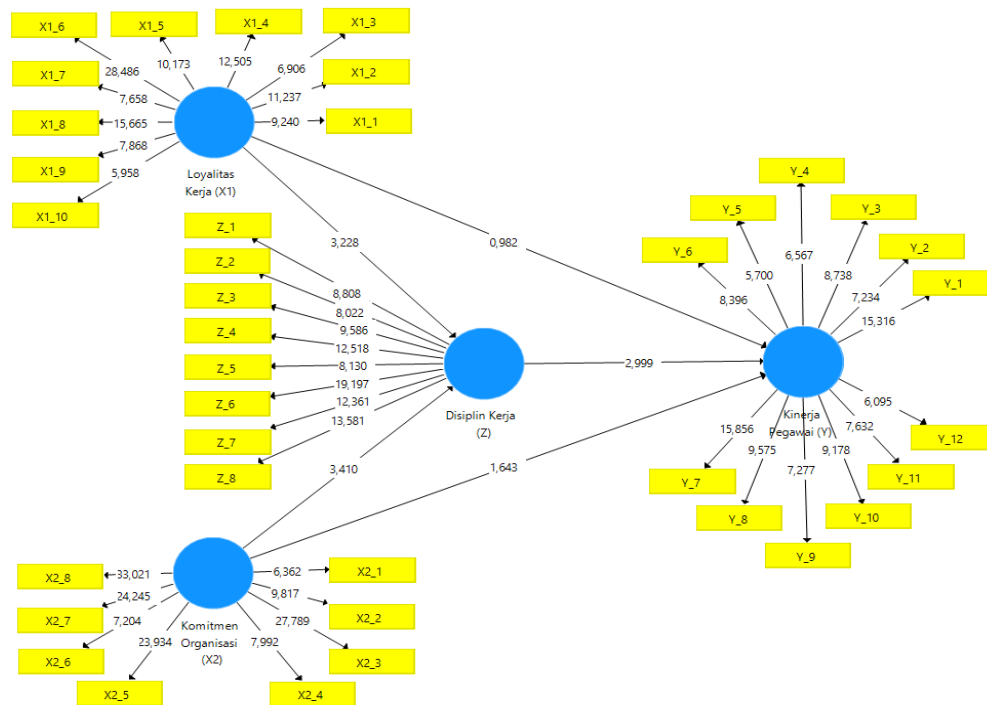 X1_6
X1_5
X1_4
X1_3
X1_7
X1_2
X1_8
X1_1
X1_9
X1_10
28,486
10,173
12,505
6,906
7,658
11,237
15,665
9,240
7,868
5,958
Loyalitas
Kerja (X1)
3,228
0,982
Z_1
Z_2
Z_3
Z_4
Z_5
Z_6
Z_7
Z_8
8,808
8,022
9,586
12,518
8,130
19,197
12,361
13,581
Disiplin Kerja
(Z)
2,999
3,410
1,643
Y_4
Y_5
Y_3
Y_6
Y_2
Y_1
6,567
5,700
8,738
8,396
7,234
15,316
Kinerja
Pegawai (Y)
15,856
9,575
7,277
9,178
7,632
6,095
Y_12
Y_7
Y_11
Y_8
Y_10
Y_9
X2_8
33,021
6,362
X2_1
X2_7
24,245
9,817
X2_2
7,204
27,789
X2_6
Komitmen
Organisasi
(X2)
23,934
7,992
X2_3
X2_5
X2_4